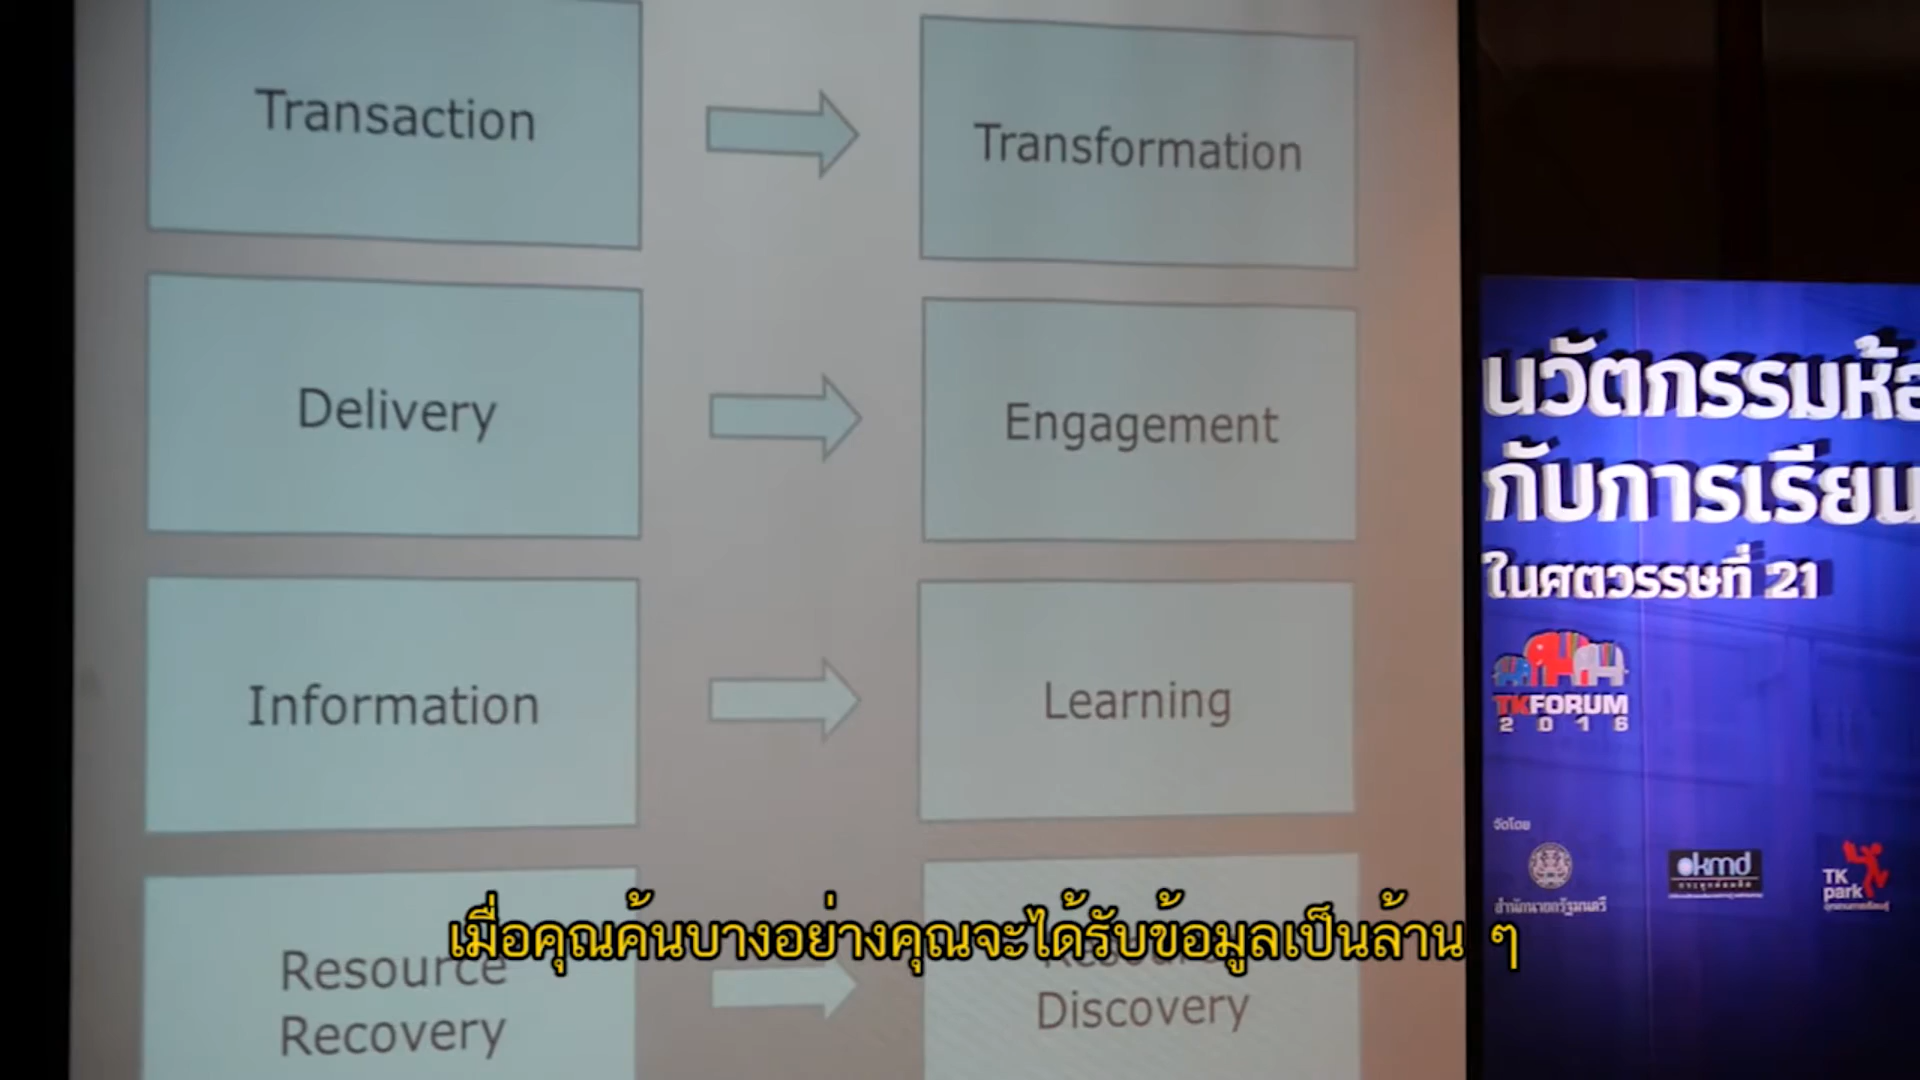 Transaction
Transformation
Delivery
Engagement
Information
Learning
Resource
Recovery
Discovery
เมื่อคุณค้นบางอย่างคุณจะได้รับข้อมูลเป็นล้าน ๆ
นวัตกรรมห้อ
กับการเรียน
ในศตวรรษที่ 21
TKFORUM
2016
จัดโดย
สำนักนายกรัฐมนตรี
okmd
TK
park